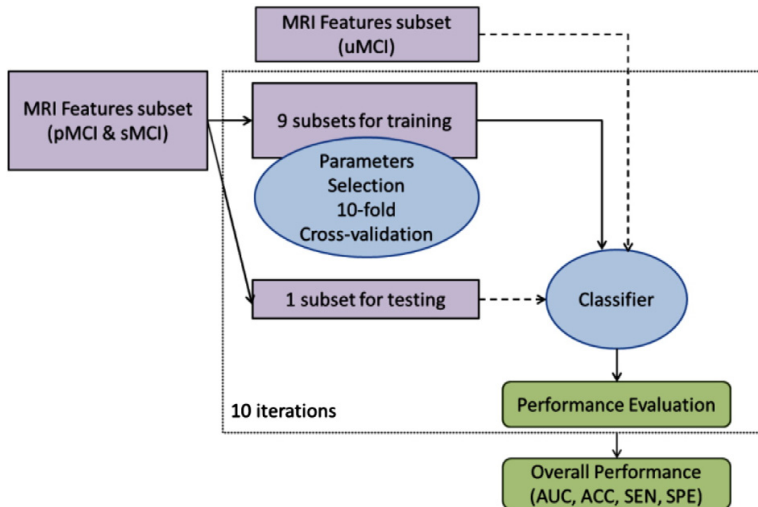 MRI Features subset
(uMCI)
MRI Features subset
(pMCI & sMCI)
9 subsets for training
Parameters
Selection
10-fold
Cross-validation
1 subset for testing
Classifier
10 iterations
Performance Evaluation
Overall Performance
(AUC, ACC, SEN, SPE)